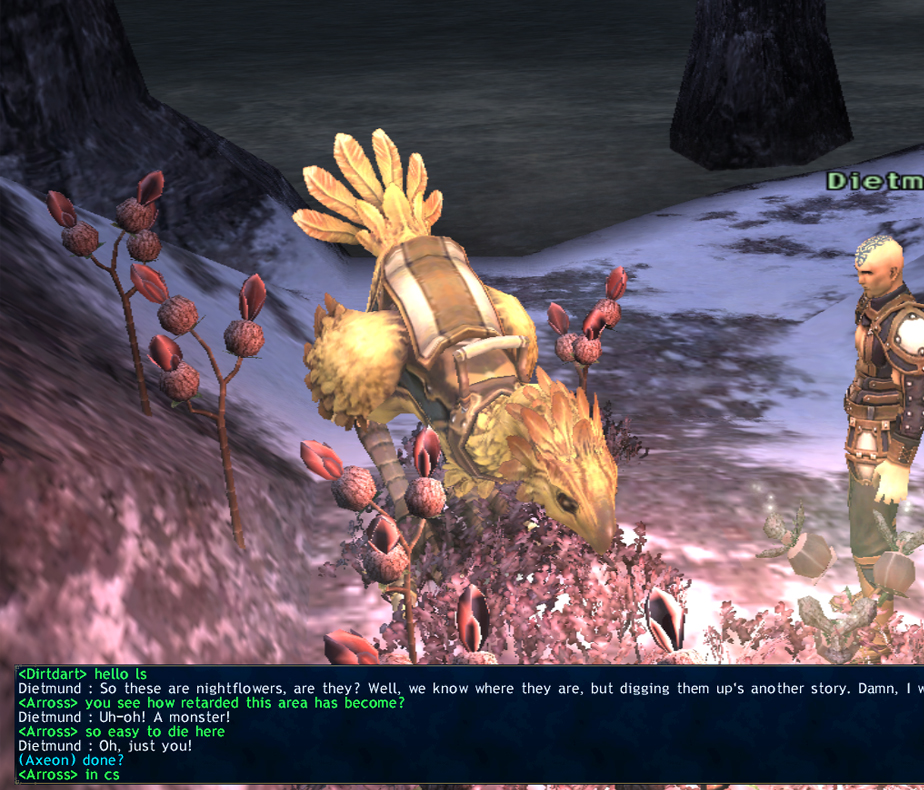 Dietm
<Dirtdart> hello ls
Dietmund : So these are nightflowers, are they? Well, we know where they are, but digging them up's another story. Damn, I w
<Arross> you see how retarded this area has become?
Dietmund : Uh-oh! A monster!
<Arross> so easy to die here
Dietmund : Oh, just you!
(Axeon) done?
<Arross> in cs